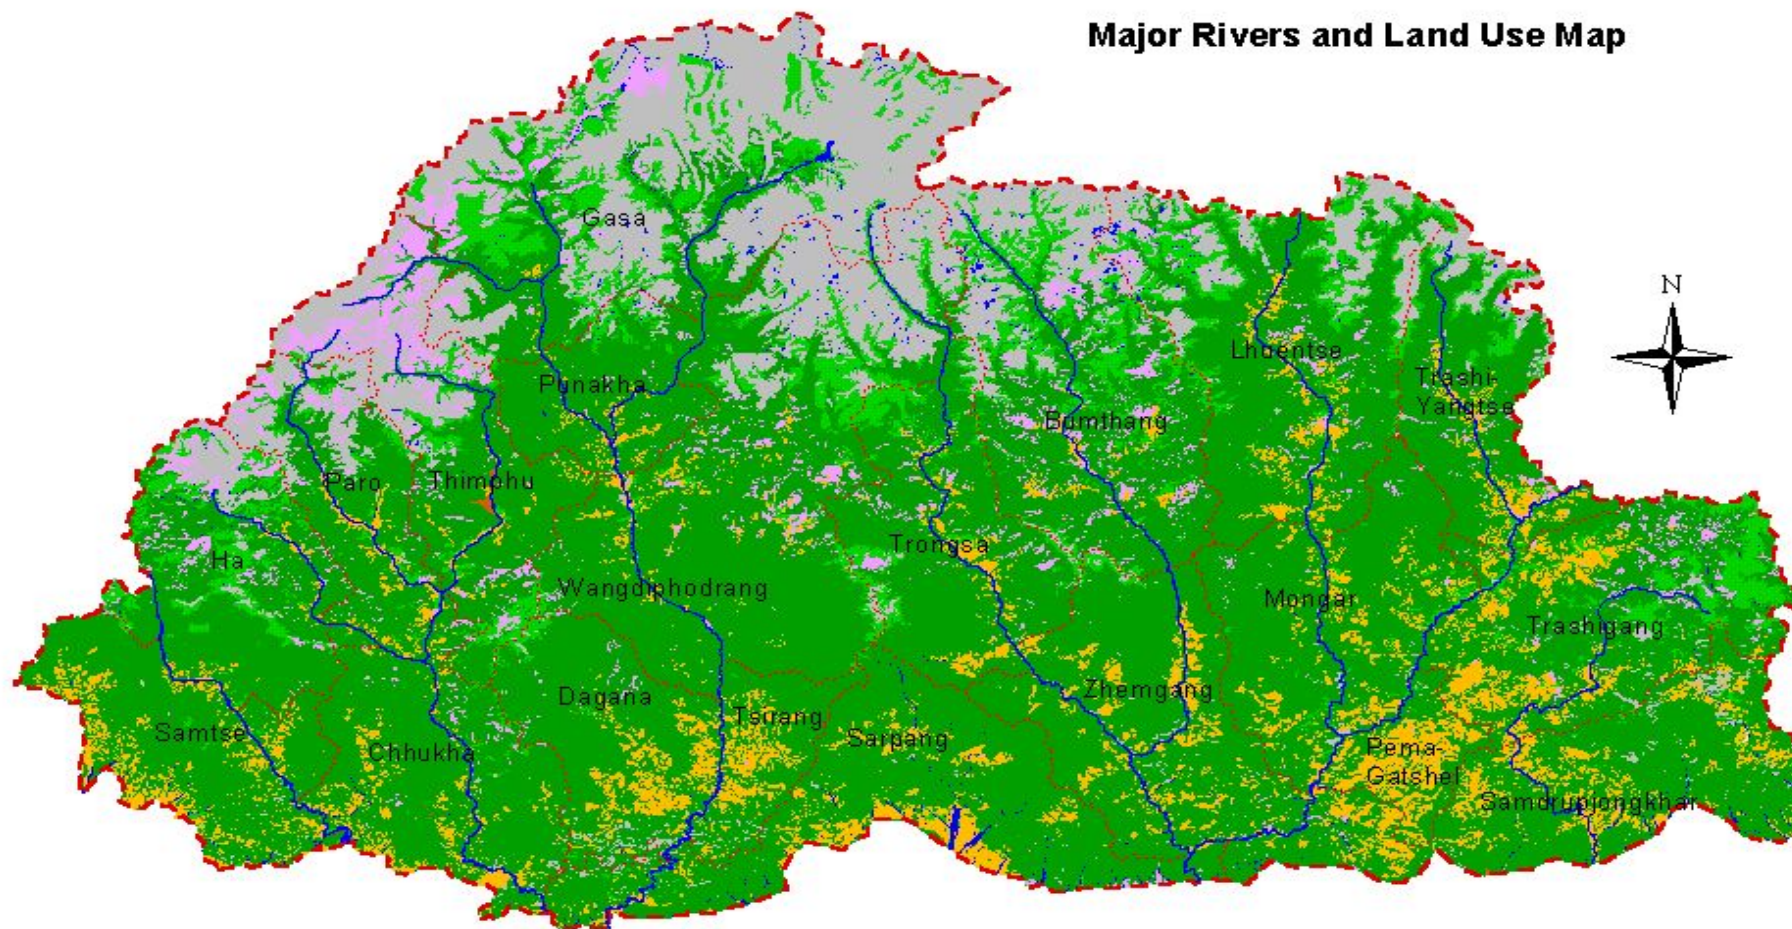 Major Rivers and Land Use Map
Gasa
N
Lhuentse
Punakha
Trashi-
Yangtse
Bumthang
Paro
Thimphu
Trongsa
Ha
Wangdiphodrang
Mongar
Trashigang
Dagana
Zhemgang
Tsirang
Samtse
Sarpang
Chhukha
Pema-
Gatshel
Samdrupjongkhar